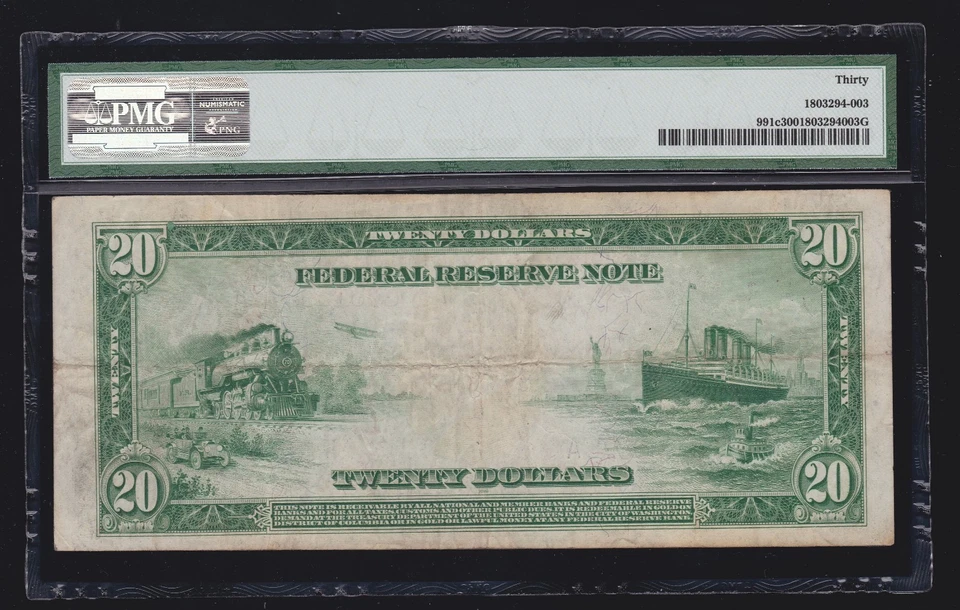 Thirty
PMG
PAPER MONEY GUARANTY
NUMISMATIC
PNG
1803294-003
991c3001803294003G
20
TWENTY DOLLARS
20
FEDERAL RESERVE NOTE
TWENTY
TWENTY
20
TWENTY DOLLARS
20
THIS NOTE IS RECEIVABLE BY ALL NATIONAL AND MEMBER BANKS AND FEDERAL RESERVE
BANKS AND FOR ALL TAXES, CUSTOMS AND OTHER PUBLIC DUES. IT IS REDEEMABLE IN GOLD ON
DEMAND AT THE TREASURY DEPARTMENT OF THE UNITED STATES IN THE CITY OF WASHINGTON,
DISTRICT OF COLUMBIA OR IN GOLD OR LAWFUL MONEY AT ANY FEDERAL RESERVE BANK.